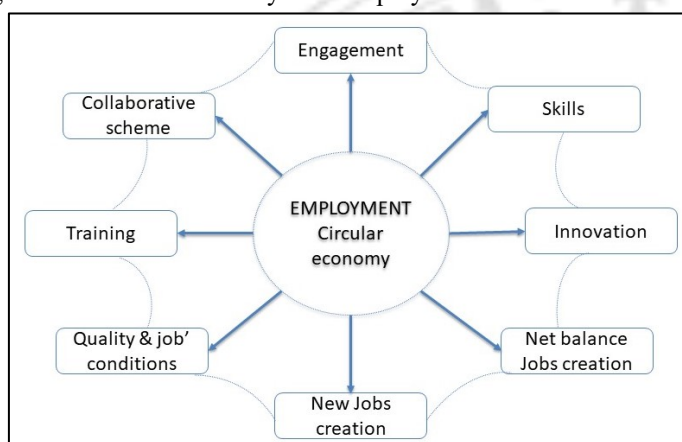 Engagement
Collaborative
scheme
Skills
EMPLOYMENT
Circular
economy
Training
Innovation
Quality & job’
conditions
Net balance
Jobs creation
New Jobs
creation